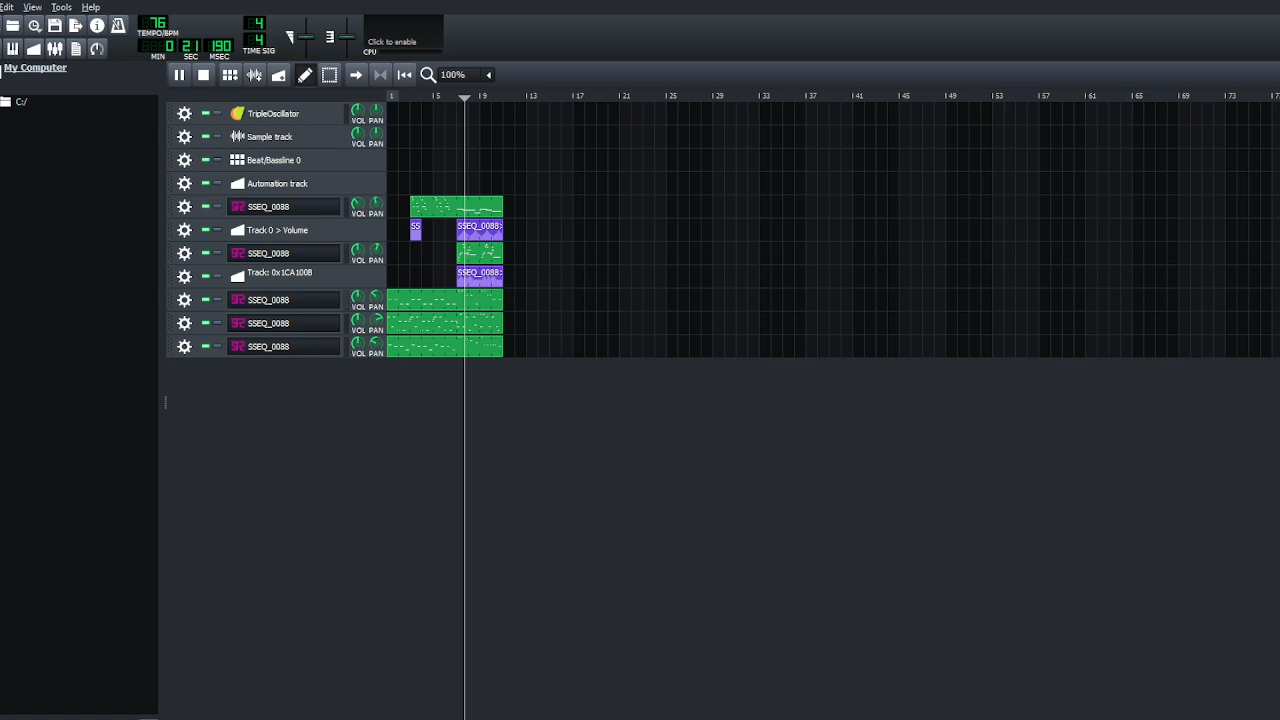 Edit View Tools Help
76
TEMPO/BPM
0 21 190
MIN SEC MSEC
4
4
TIME SIG
Click to enable
CPU
My Computer
C:/
100%
1 5 9 13 17 21 25 29 33 37 41 45 49 53 57 61 65 69 73
TripleOscillator VOL PAN
Sample track VOL PAN
Beat/Bassline 0
Automation track
SSEQ_0088 VOL PAN
Track 0 > Volume SS SSEQ_0088:
SSEQ_0088 VOL PAN
Track: 0x1CA100B SSEQ_0088:
SSEQ_0088 VOL PAN
SSEQ_0088 VOL PAN
SSEQ_0088 VOL PAN